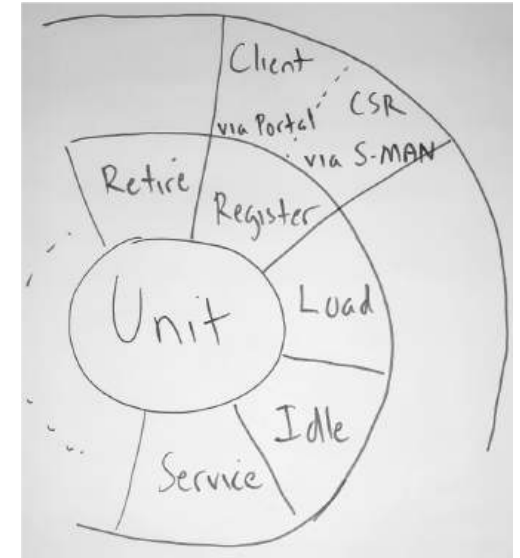 Client
via Portal
CSR
via S-MAN
Retire
Register
Unit
Load
Idle
Service